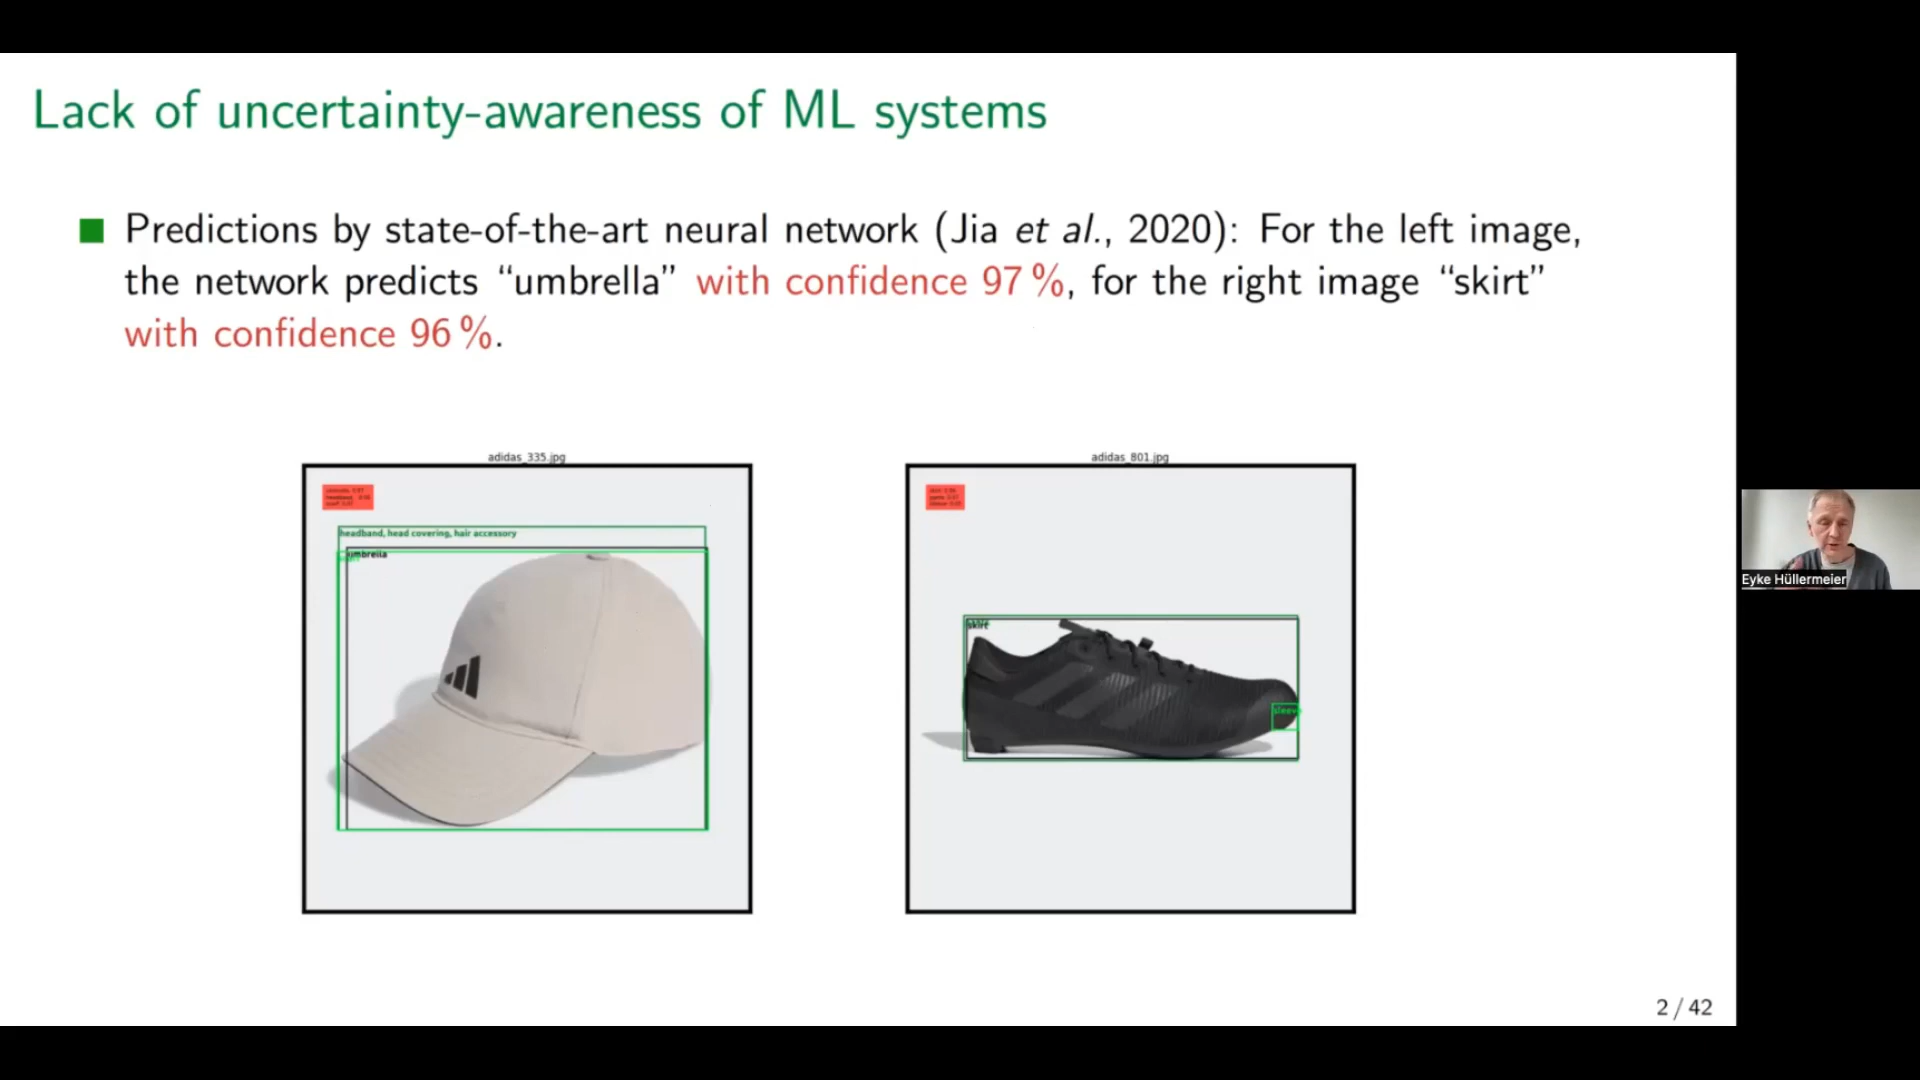 Lack of uncertainty-awareness of ML systems
Predictions by state-of-the-art neural network (Jia et al., 2020): For the left image,
the network predicts “umbrella” with confidence 97 %, for the right image “skirt”
with confidence 96 %.
adidas_335.jpg
adidas_801.jpg
headband, head covering, hair accessory
umbrella
skirt
sleeve
Eyke Hüllermeier
2 / 42